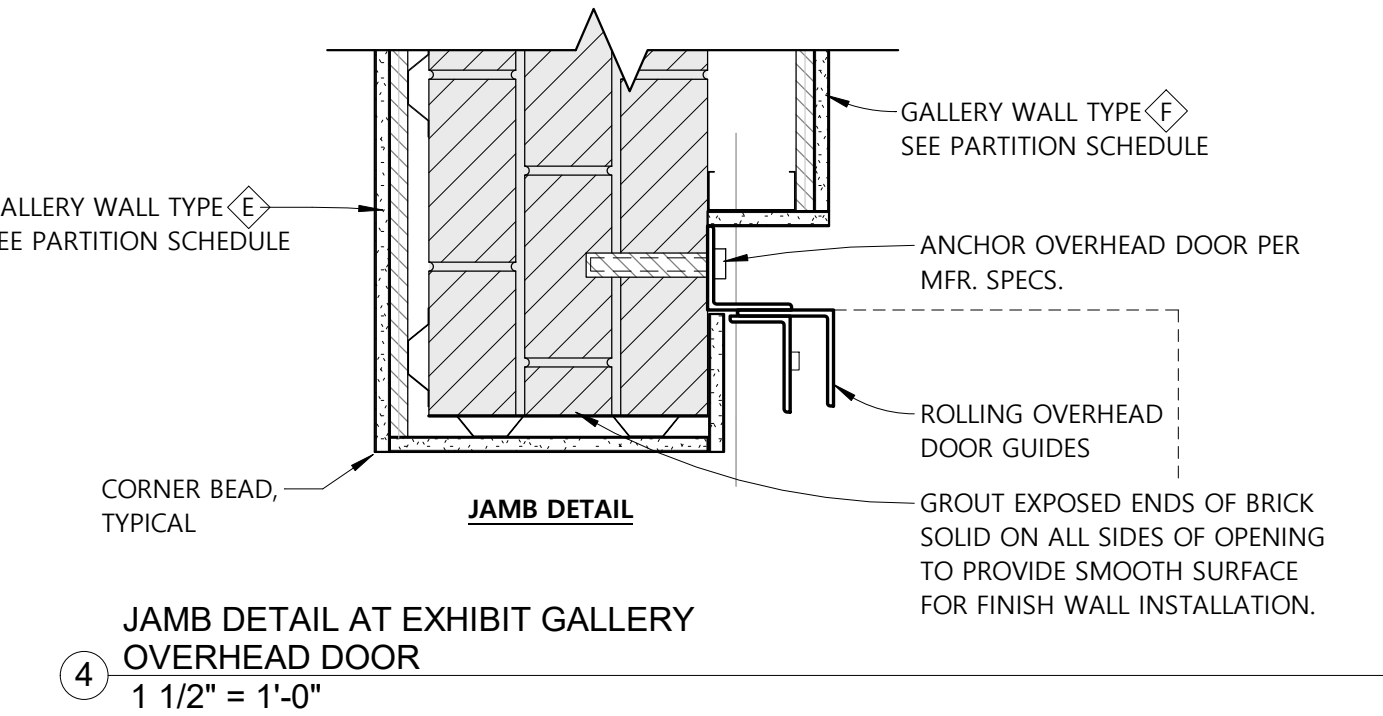 GALLERY WALL TYPE F
SEE PARTITION SCHEDULE
ALLERY WALL TYPE E
EE PARTITION SCHEDULE
ANCHOR OVERHEAD DOOR PER
MFR. SPECS.
ROLLING OVERHEAD
DOOR GUIDES
CORNER BEAD,
TYPICAL
JAMB DETAIL
GROUT EXPOSED ENDS OF BRICK
SOLID ON ALL SIDES OF OPENING
TO PROVIDE SMOOTH SURFACE
FOR FINISH WALL INSTALLATION.
JAMB DETAIL AT EXHIBIT GALLERY
OVERHEAD DOOR
4
1 1/2" = 1'-0"